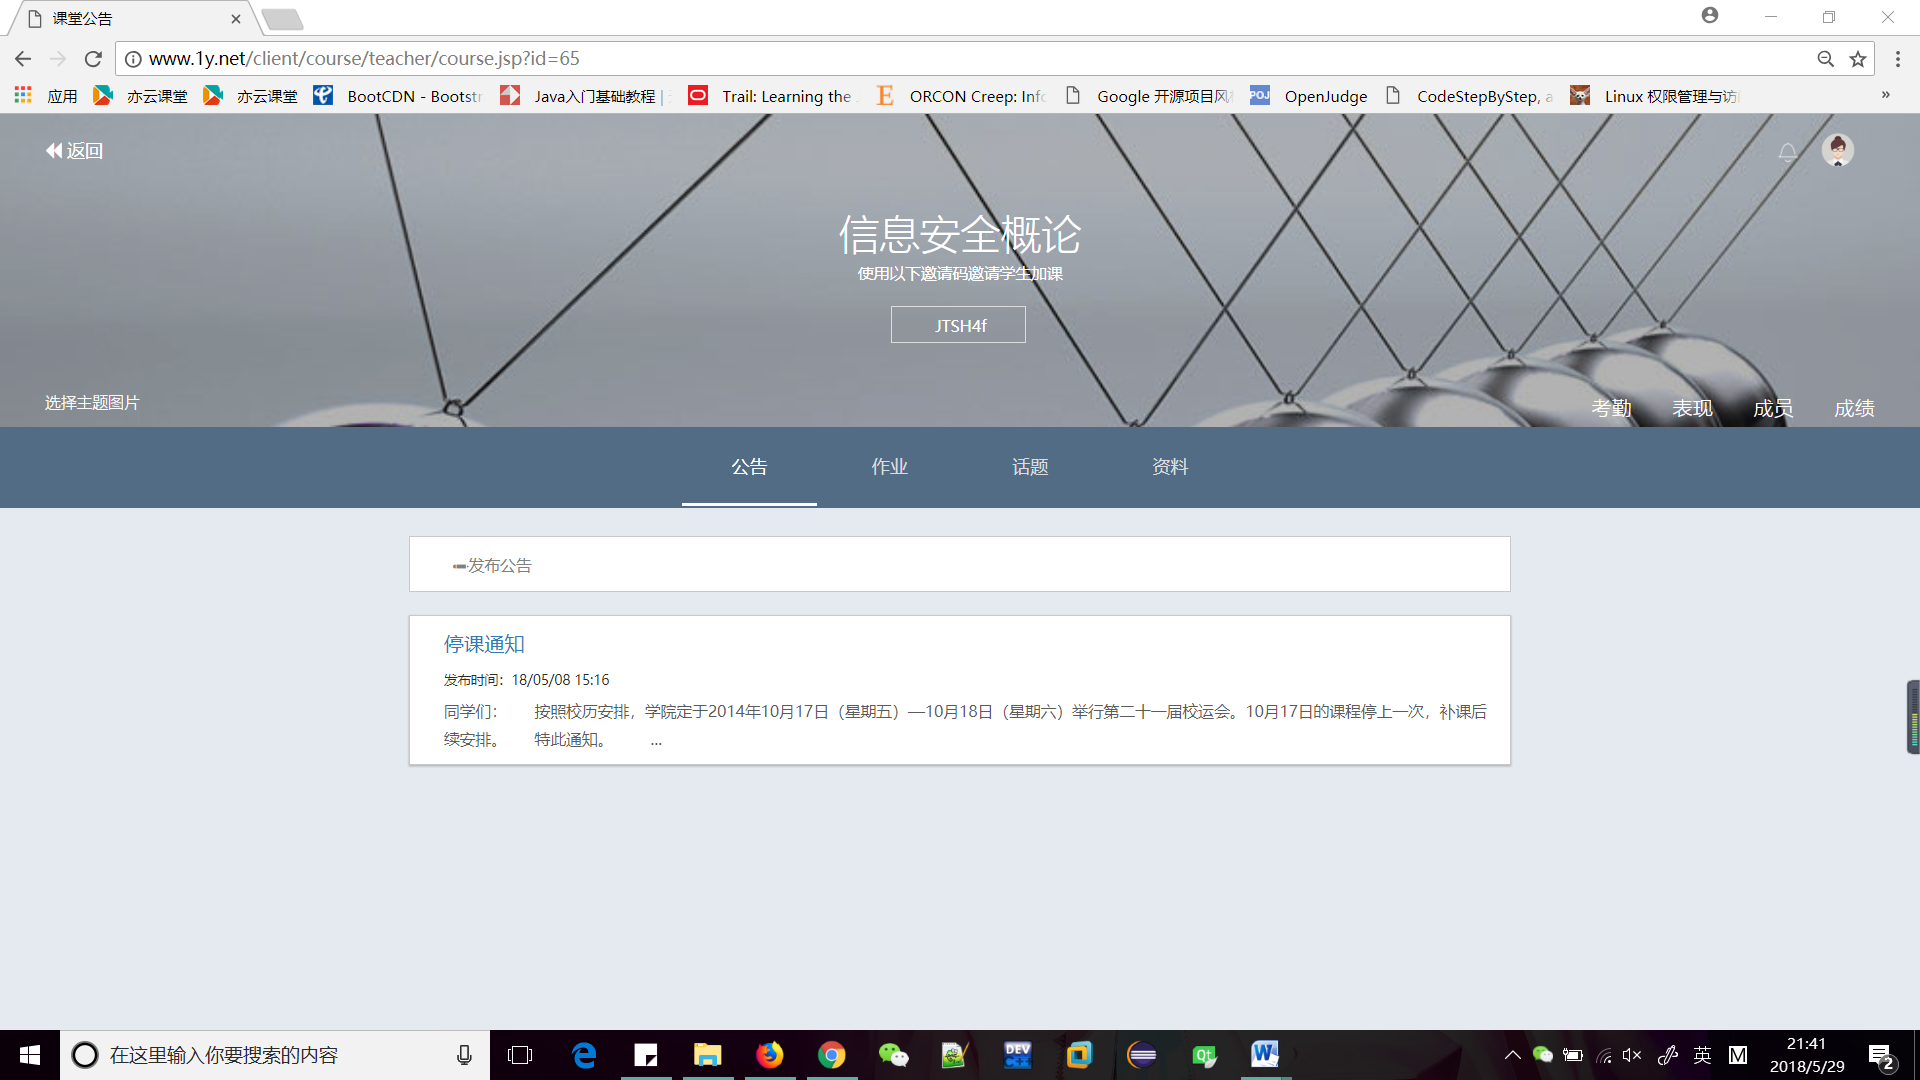 课堂公告
www.1y.net/client/course/teacher/course.jsp?id=65
应用 亦云课堂 亦云课堂 BootCDN - Bootstr Java入门基础教程 | Trail: Learning the ORCON Creep: Info Google 开源项目风 POJ OpenJudge CodeStepByStep, a Linux 权限管理与访 »
返回
信息安全概论
使用以下邀请码邀请学生加课
JTSH4f
选择主题图片
考勤 表现 成员 成绩
公告 作业 话题 资料
发布公告
停课通知
发布时间：18/05/08 15:16
同学们： 按照校历安排，学院定于2014年10月17日（星期五）—10月18日（星期六）举行第二十一届校运会。10月17日的课程停上一次，补课后
续安排。 特此通知。 ...
在这里输入你要搜索的内容
DEV
Qt
英 M
21:41
2018/5/29
2